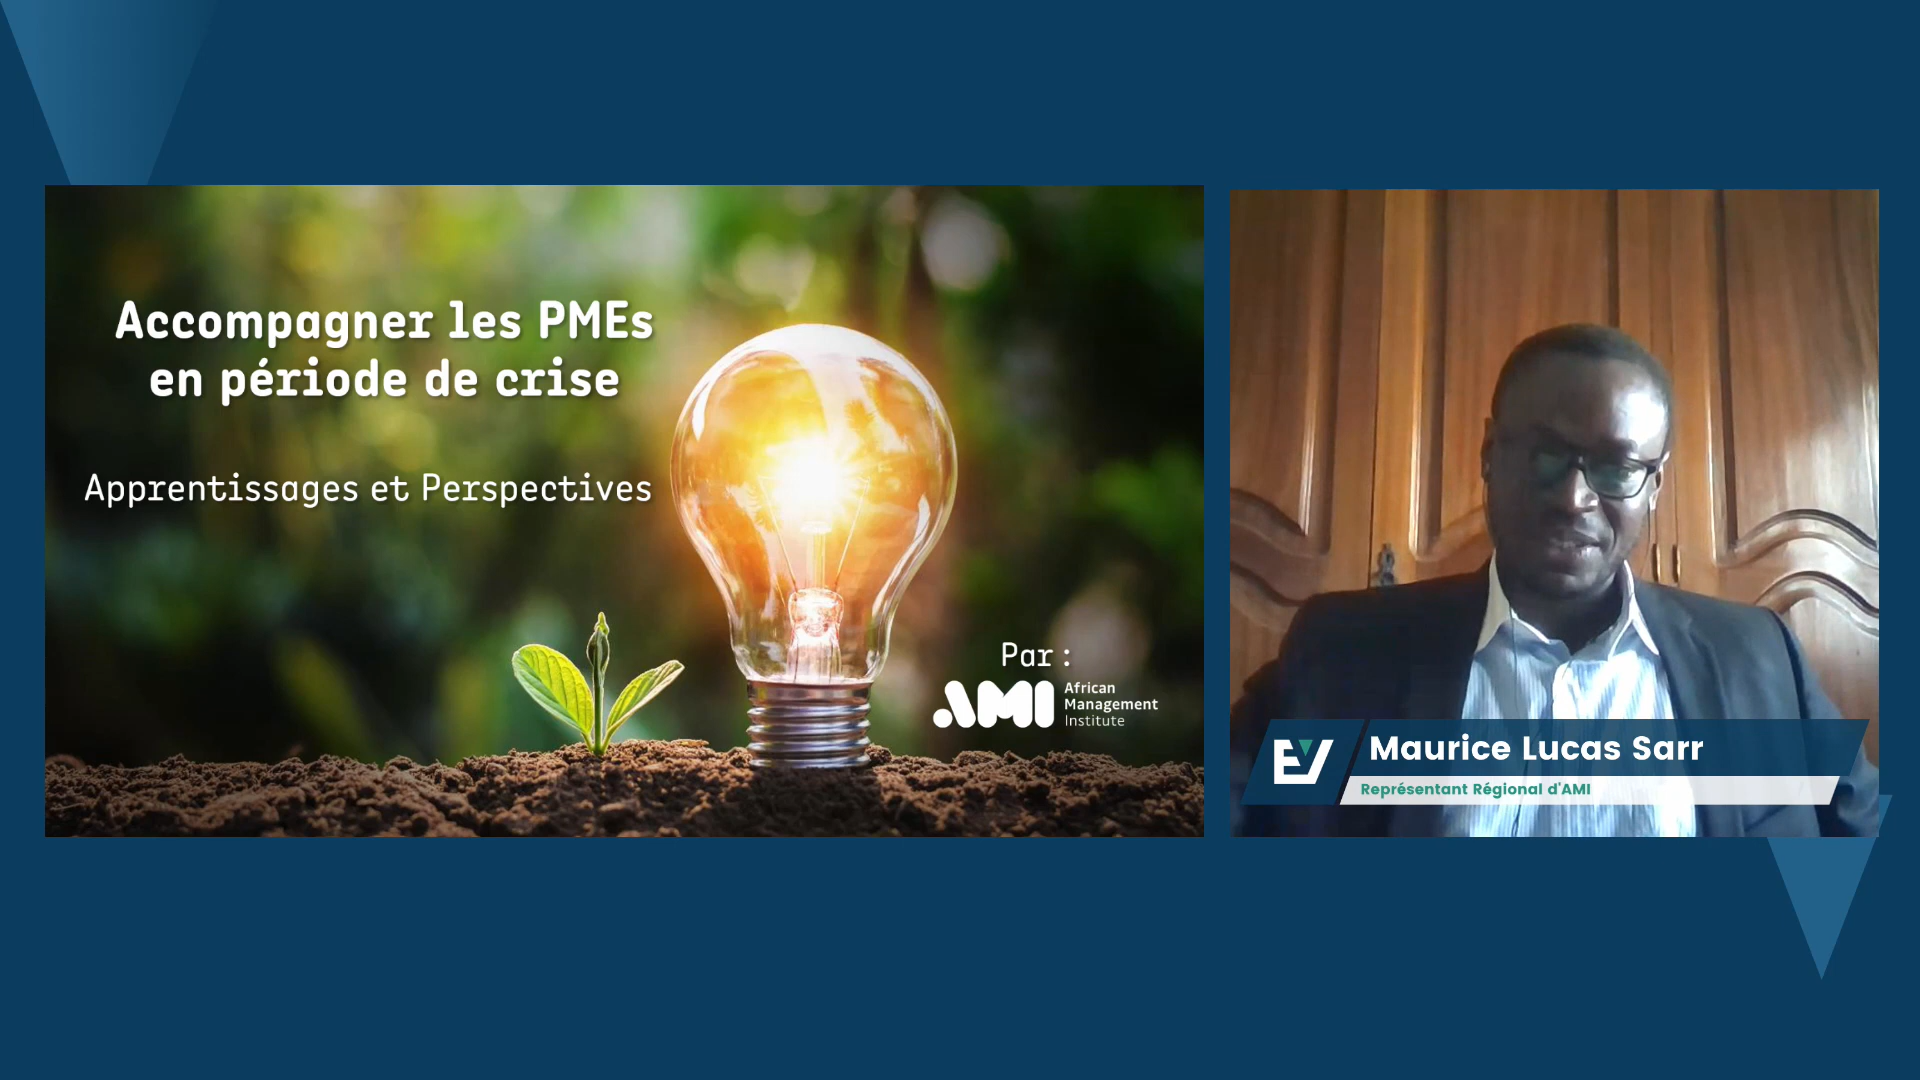 Accompagner les PMEs
en période de crise
Apprentissages et Perspectives
Par :
AMI
African
Management
Institute
EV
Maurice Lucas Sarr
Représentant Régional d'AMI